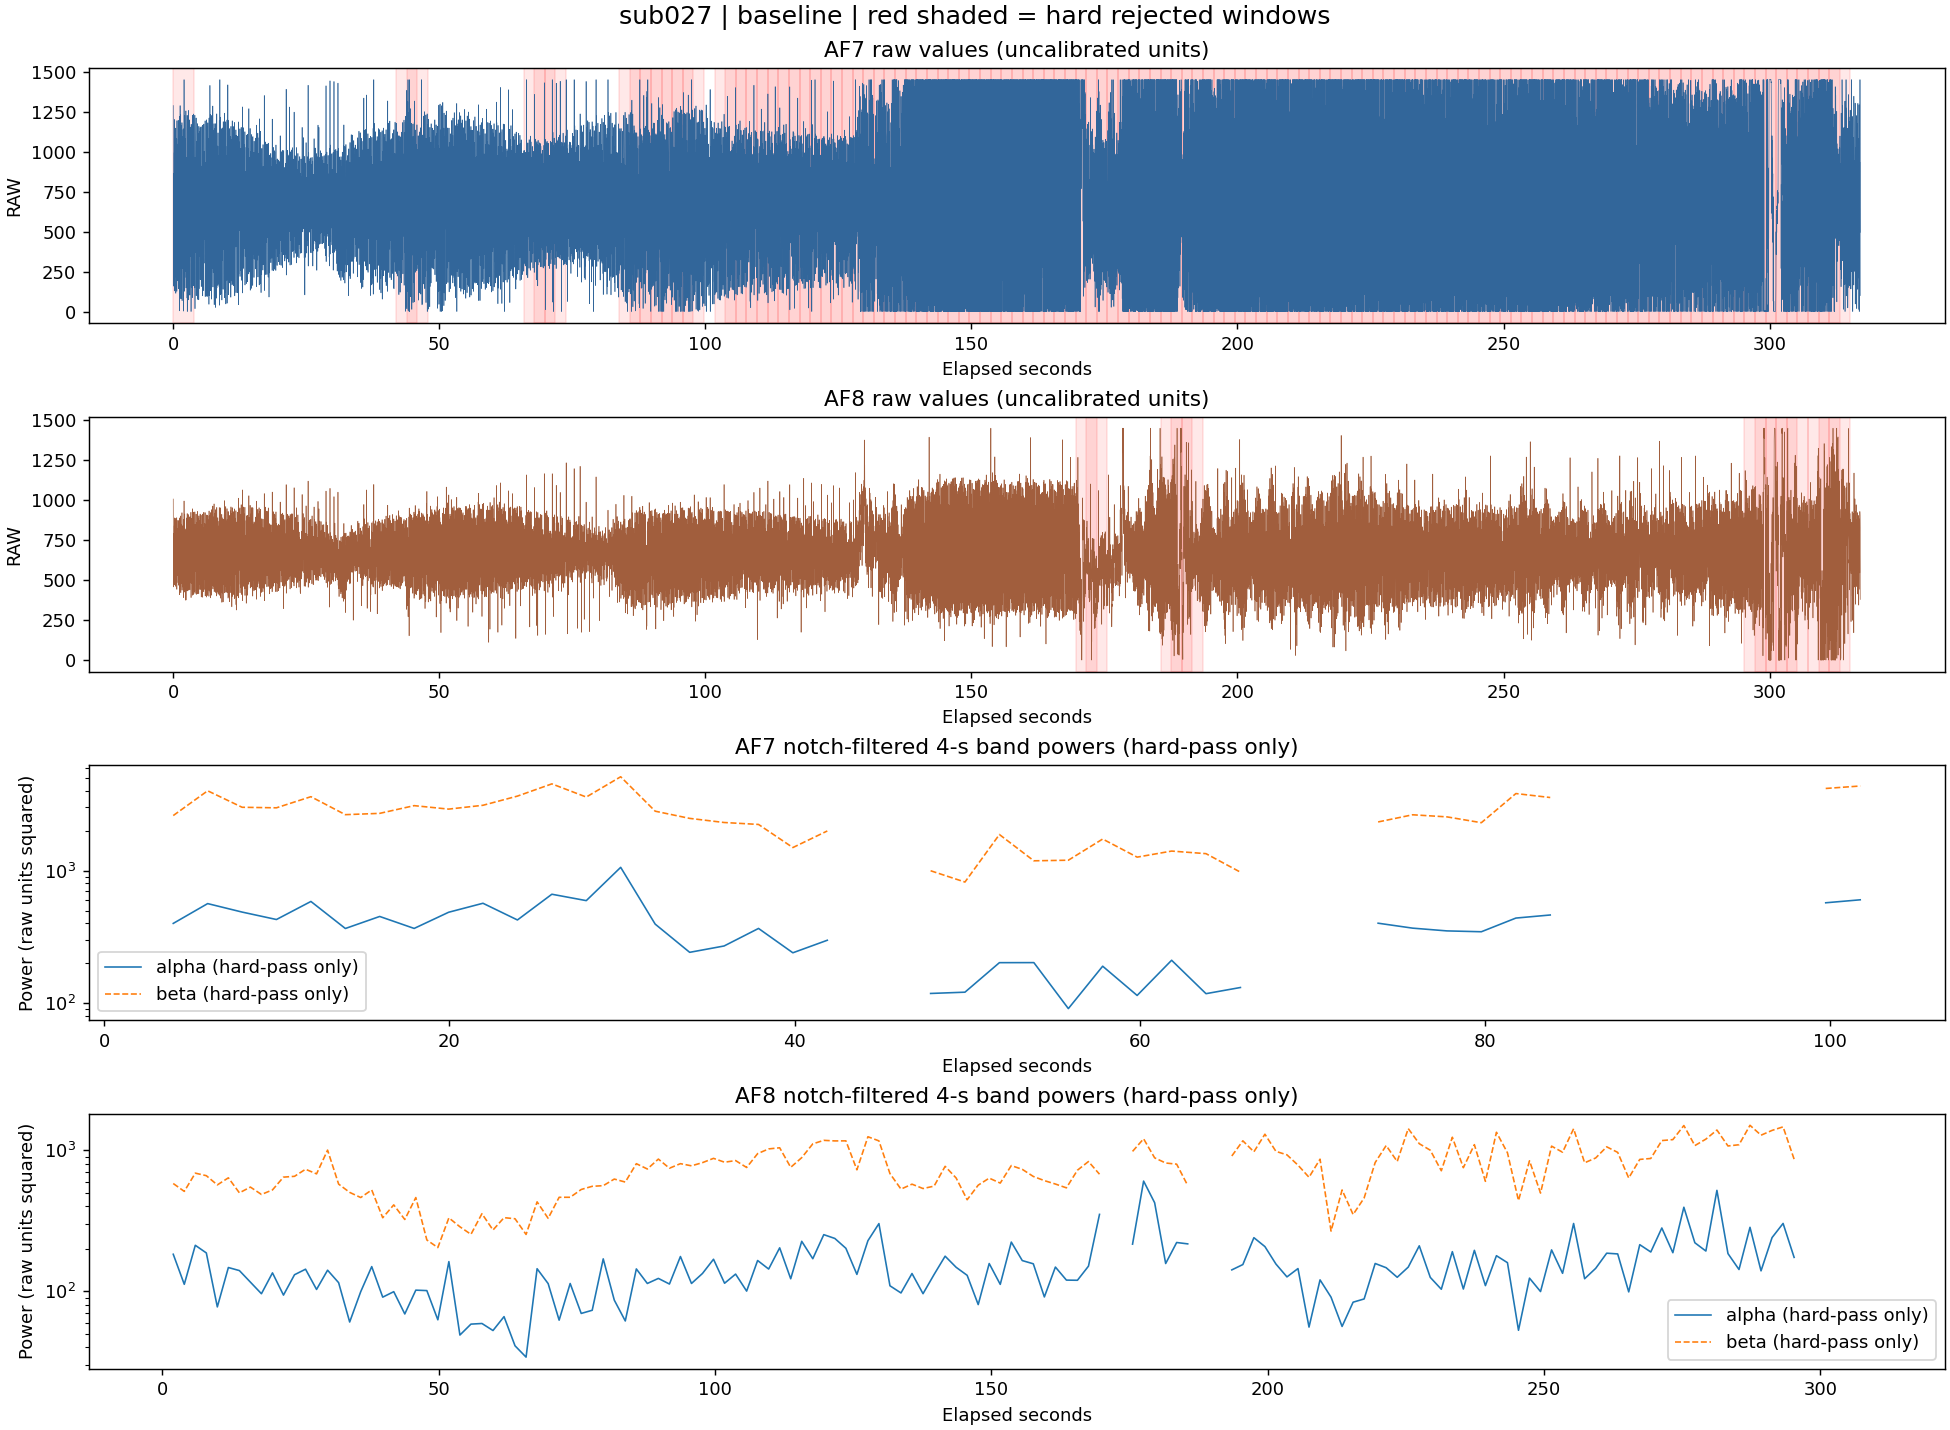 sub027 | baseline | red shaded = hard rejected windows
AF7 raw values (uncalibrated units)
RAW
1500
1250
1000
750
500
250
0
0 50 100 150 200 250 300
Elapsed seconds
AF8 raw values (uncalibrated units)
RAW
1500
1250
1000
750
500
250
0
0 50 100 150 200 250 300
Elapsed seconds
AF7 notch-filtered 4-s band powers (hard-pass only)
Power (raw units squared)
10³
10²
alpha (hard-pass only)
beta (hard-pass only)
0 20 40 60 80 100
Elapsed seconds
AF8 notch-filtered 4-s band powers (hard-pass only)
Power (raw units squared)
10³
10²
alpha (hard-pass only)
beta (hard-pass only)
0 50 100 150 200 250 300
Elapsed seconds